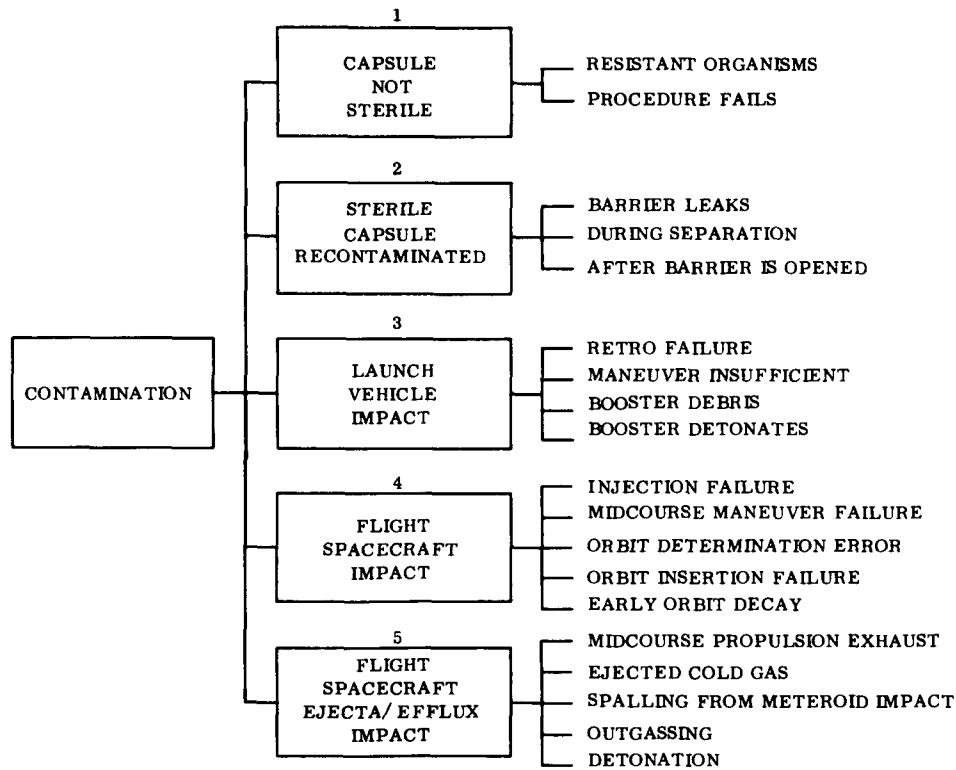 CONTAMINATION
1
CAPSULE
NOT
STERILE
RESISTANT ORGANISMS
PROCEDURE FAILS
2
STERILE
CAPSULE
RECONTAMINATED
BARRIER LEAKS
DURING SEPARATION
AFTER BARRIER IS OPENED
3
LAUNCH
VEHICLE
IMPACT
RETRO FAILURE
MANEUVER INSUFFICIENT
BOOSTER DEBRIS
BOOSTER DETONATES
4
FLIGHT
SPACECRAFT
IMPACT
INJECTION FAILURE
MIDCOURSE MANEUVER FAILURE
ORBIT DETERMINATION ERROR
ORBIT INSERTION FAILURE
EARLY ORBIT DECAY
5
FLIGHT
SPACECRAFT
EJECTA/EFFLUX
IMPACT
MIDCOURSE PROPULSION EXHAUST
EJECTED COLD GAS
SPALLING FROM METEROID IMPACT
OUTGASSING
DETONATION